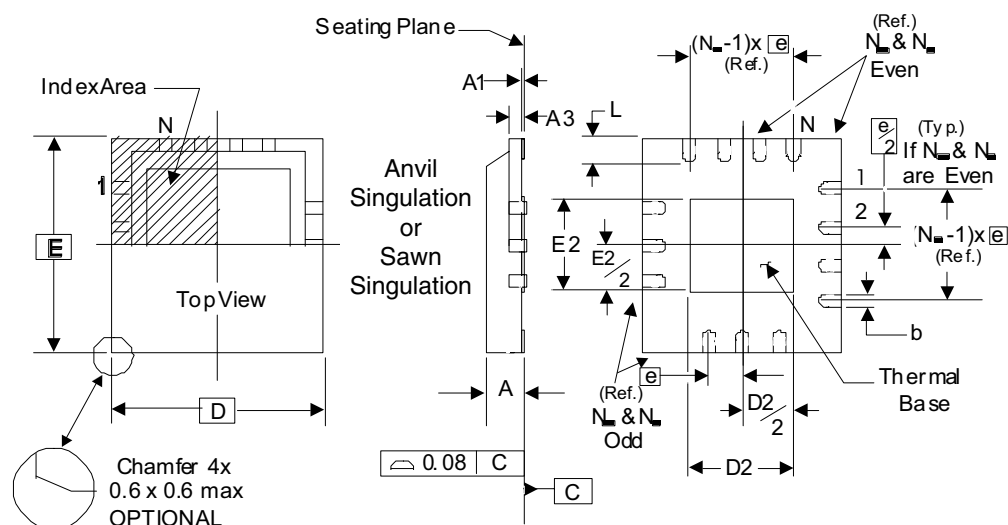 Seating Plane
(N -1)x e
(Ref.)
(Ref.)
N & N
Even
A1
IndexArea
A3
L
N
N
e/2
(Typ.)
If N & N
are Even
1
1
2
Anvil
Singulation
or
Sawn
Singulation
E
E2
E2/2
(N -1)x e
(Ref.)
TopView
b
A
e
(Ref.)
N & N
Odd
D2/2
Thermal
Base
D
D2
0.08 C
C
Chamfer 4x
0.6 x 0.6 max
OPTIONAL